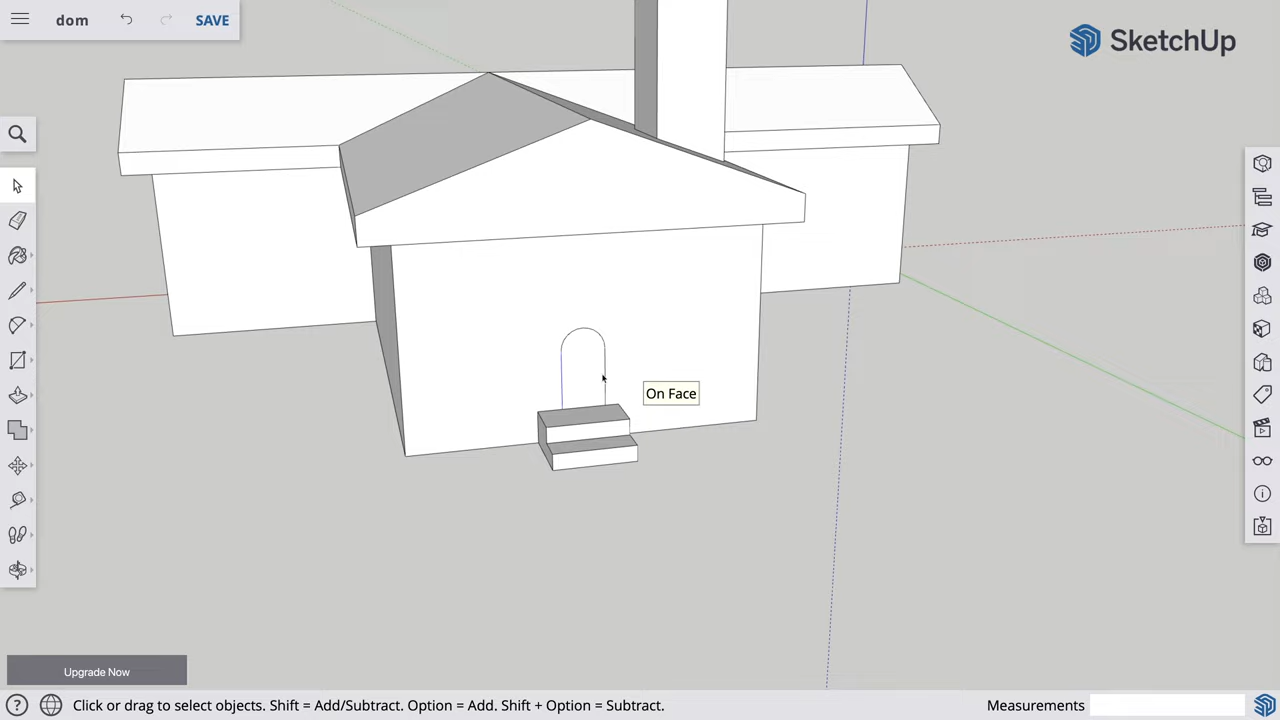 dom
SAVE
SketchUp
On Face
Upgrade Now
Click or drag to select objects. Shift = Add/Subtract. Option = Add. Shift + Option = Subtract.
Measurements